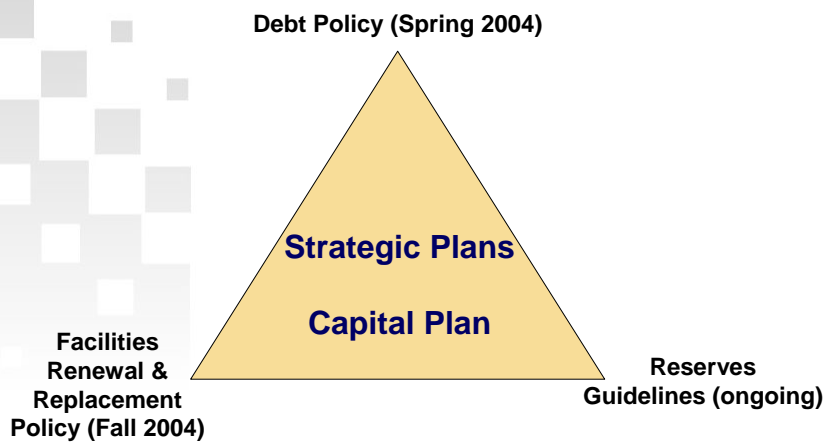 Debt Policy (Spring 2004)
Strategic Plans
Capital Plan
Facilities
Renewal &
Replacement
Policy (Fall 2004)
Reserves
Guidelines (ongoing)